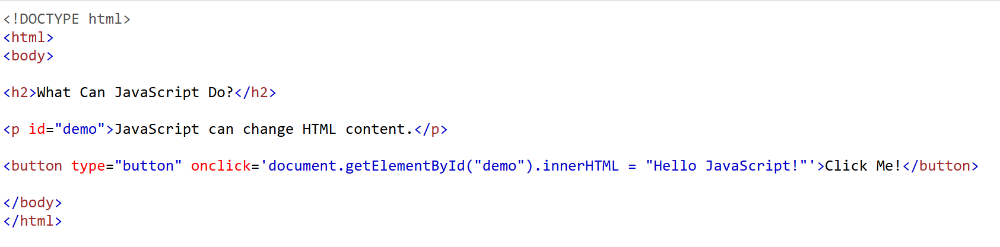 <!DOCTYPE html>
<html>
<body>
<h2>What Can JavaScript Do?</h2>
<p id="demo">JavaScript can change HTML content.</p>
<button type="button" onclick='document.getElementById("demo").innerHTML = "Hello JavaScript!"'>Click Me!</button>
</body>
</html>